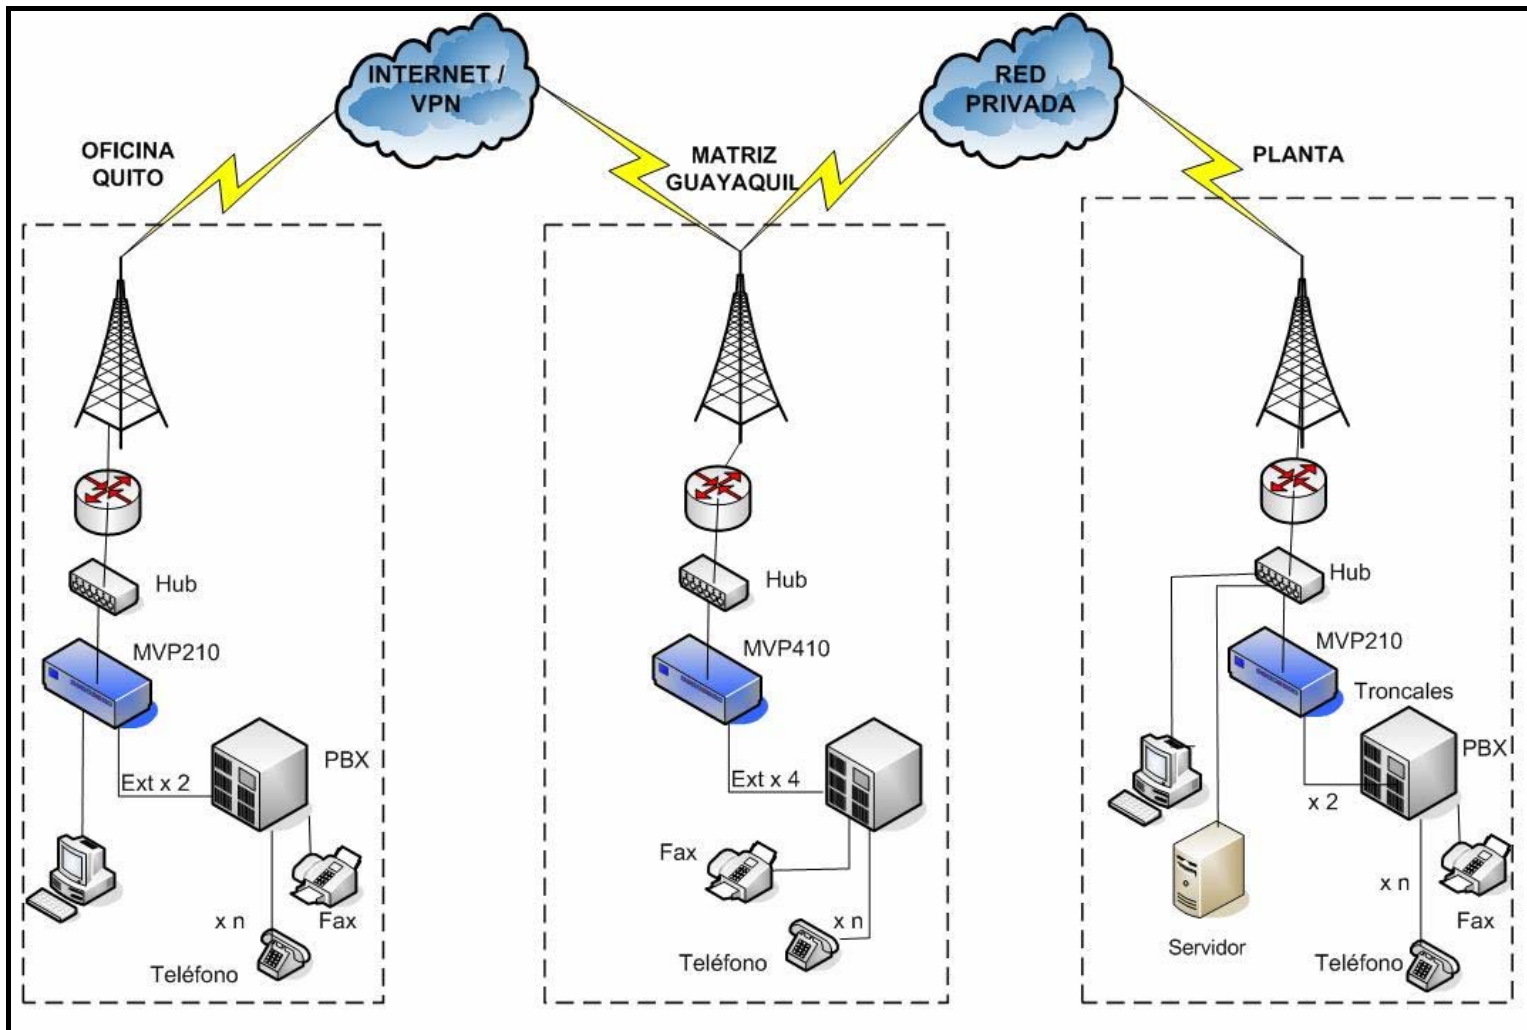 INTERNET /
VPN
RED
PRIVADA
OFICINA
QUITO
MATRIZ
GUAYAQUIL
PLANTA
Hub
MVP210
PBX
Ext x 2
x n
Fax
Teléfono
Hub
MVP410
Ext x 4
Fax
x n
Teléfono
Hub
MVP210
Troncales
PBX
x 2
x n
Fax
Servidor
Teléfono